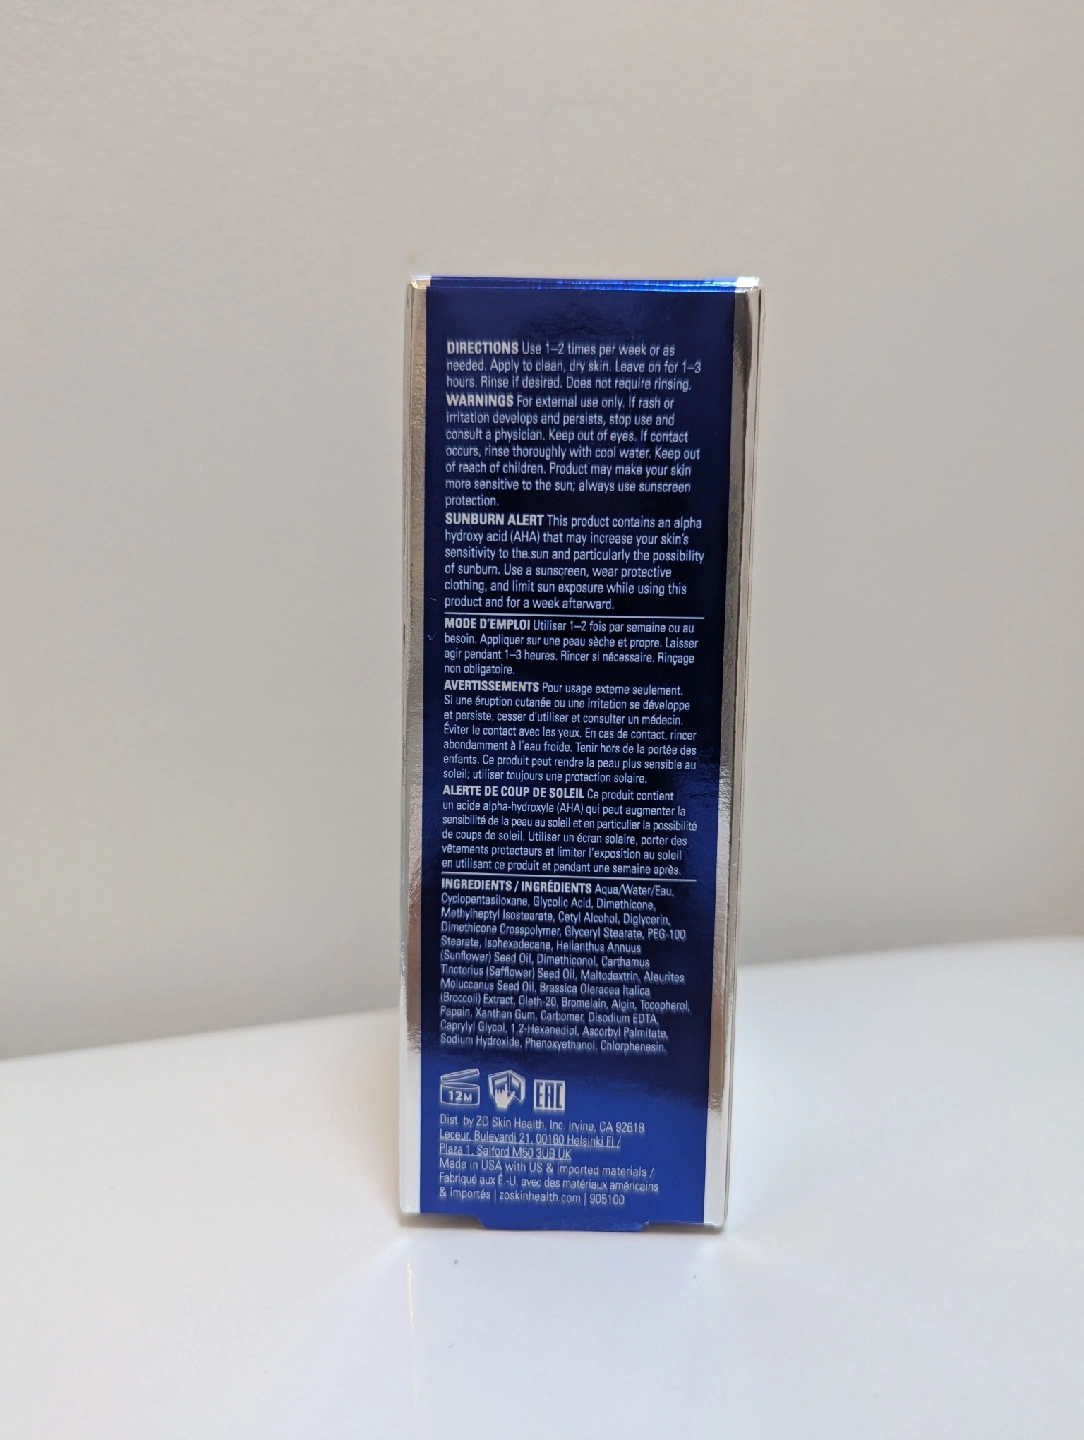 DIRECTIONS Use 1–2 times per week or as
needed. Apply to clean, dry skin. Leave on for 1–3
hours. Rinse if desired. Does not require rinsing.
WARNINGS For external use only. If rash or
irritation develops and persists, stop use and
consult a physician. Keep out of eyes. If contact
occurs, rinse thoroughly with cool water. Keep out
of reach of children. Product may make your skin
more sensitive to the sun; always use sunscreen
protection.
SUNBURN ALERT This product contains an alpha
hydroxy acid (AHA) that may increase your skin's
sensitivity to the sun and particularly the possibility
of sunburn. Use a sunscreen, wear protective
clothing, and limit sun exposure while using this
product and for a week afterward.
MODE D'EMPLOI Utiliser 1–2 fois par semaine ou au
besoin. Appliquer sur une peau sèche et propre. Laisser
agir pendant 1–3 heures. Rincer si nécessaire. Rinçage
non obligatoire.
AVERTISSEMENTS Pour usage externe seulement.
Si une éruption cutanée ou une irritation se développe
et persiste, cesser d'utiliser et consulter un médecin.
Éviter le contact avec les yeux. En cas de contact, rincer
abondamment à l'eau froide. Tenir hors de la portée des
enfants. Ce produit peut rendre la peau plus sensible au
soleil; utiliser toujours une protection solaire.
ALERTE DE COUP DE SOLEIL Ce produit contient
un acide alpha-hydroxyle (AHA) qui peut augmenter la
sensibilité de la peau au soleil et en particulier la possibilité
de coups de soleil. Utiliser un écran solaire, porter des
vêtements protecteurs et limiter l'exposition au soleil
en utilisant ce produit et pendant une semaine après.
INGREDIENTS / INGRÉDIENTS Aqua/Water/Eau,
Cyclopentasiloxane, Glycolic Acid, Dimethicone,
Methylheptyl Isostearate, Cetyl Alcohol, Diglycerin,
Dimethicone Crosspolymer, Glyceryl Stearate, PEG-100
Stearate, Isohexadecane, Helianthus Annuus
(Sunflower) Seed Oil, Dimethiconol, Carthamus
Tinctorius (Safflower) Seed Oil, Maltodextrin, Aleurites
Moluccanus Seed Oil, Brassica Oleracea Italica
(Broccoli) Extract, Oleth-20, Bromelain, Algin, Tocopherol,
Papain, Xanthan Gum, Carbomer, Disodium EDTA,
Caprylyl Glycol, 1,2-Hexanediol, Ascorbyl Palmitate,
Sodium Hydroxide, Phenoxyethanol, Chlorphenesin.
12M EAC
Dist. by ZO Skin Health, Inc. Irvine, CA 92618
Leceur, Bulevardi 21, 00180 Helsinki FI /
Plaza 1, Salford M50 3UB UK
Made in USA with US & imported materials /
Fabriqué aux É.-U. avec des matériaux américains
& importés | zoskinhealth.com | 905100